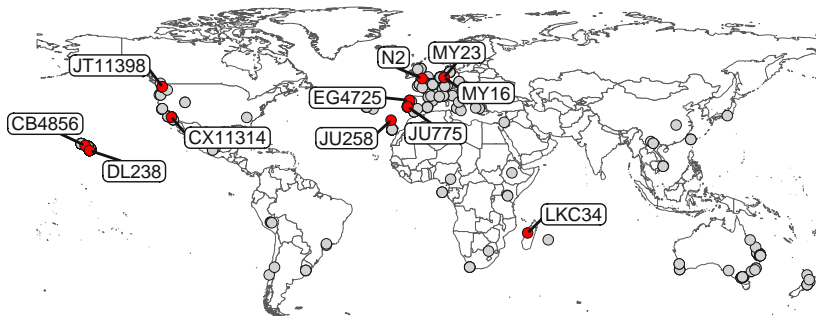 N2
MY23
JT11398
EG4725
MY16
CB4856
CX11314
JU258
JU775
DL238
LKC34